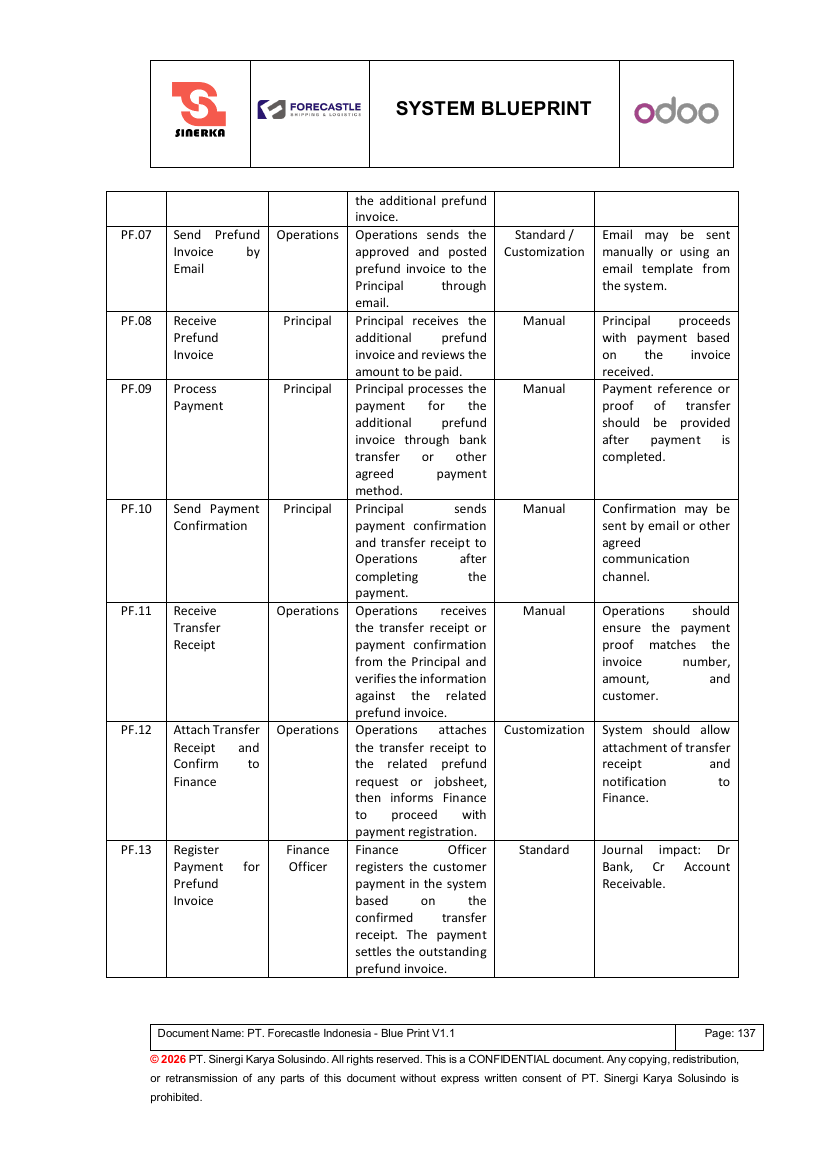 SINERKA
FORECASTLE
SHIPPING & LOGISTICS
SYSTEM BLUEPRINT
odoo
the additional prefund
invoice.
PF.07
Send Prefund
Invoice by
Email
Operations
Operations sends the
approved and posted
prefund invoice to the
Principal through
email.
Standard /
Customization
Email may be sent
manually or using an
email template from
the system.
PF.08
Receive
Prefund
Invoice
Principal
Principal receives the
additional prefund
invoice and reviews the
amount to be paid.
Manual
Principal proceeds
with payment based
on the invoice
received.
PF.09
Process
Payment
Principal
Principal processes the
payment for the
additional prefund
invoice through bank
transfer or other
agreed payment
method.
Manual
Payment reference or
proof of transfer
should be provided
after payment is
completed.
PF.10
Send Payment
Confirmation
Principal
Principal sends
payment confirmation
and transfer receipt to
Operations after
completing the
payment.
Manual
Confirmation may be
sent by email or other
agreed
communication
channel.
PF.11
Receive
Transfer
Receipt
Operations
Operations receives
the transfer receipt or
payment confirmation
from the Principal and
verifies the information
against the related
prefund invoice.
Manual
Operations should
ensure the payment
proof matches the
invoice number,
amount, and
customer.
PF.12
Attach Transfer
Receipt and
Confirm to
Finance
Operations
Operations attaches
the transfer receipt to
the related prefund
request or jobsheet,
then informs Finance
to proceed with
payment registration.
Customization
System should allow
attachment of transfer
receipt and
notification to
Finance.
PF.13
Register
Payment for
Prefund
Invoice
Finance
Officer
Finance Officer
registers the customer
payment in the system
based on the
confirmed transfer
receipt. The payment
settles the outstanding
prefund invoice.
Standard
Journal impact: Dr
Bank, Cr Account
Receivable.
Document Name: PT. Forecastle Indonesia - Blue Print V1.1
Page: 137
© 2026 PT. Sinergi Karya Solusindo. All rights reserved. This is a CONFIDENTIAL document. Any copying, redistribution,
or retransmission of any parts of this document without express written consent of PT. Sinergi Karya Solusindo is
prohibited.